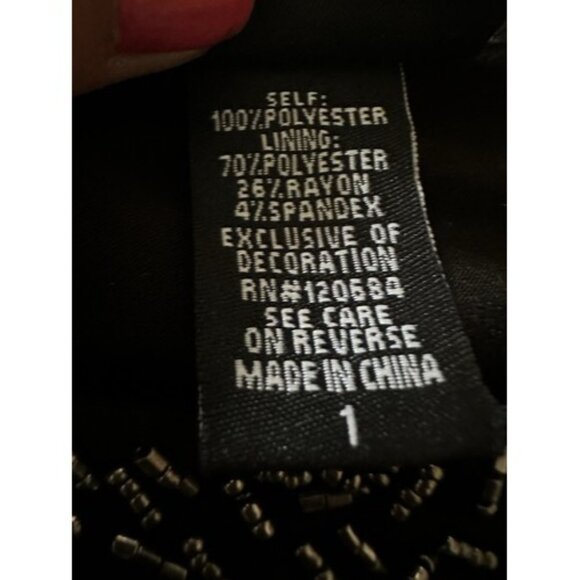 SELF:
100%POLYESTER
LINING:
70%POLYESTER
26%RAYON
4%SPANDEX
EXCLUSIVE OF
DECORATION
RN#120684
SEE CARE
ON REVERSE
MADE IN CHINA
1